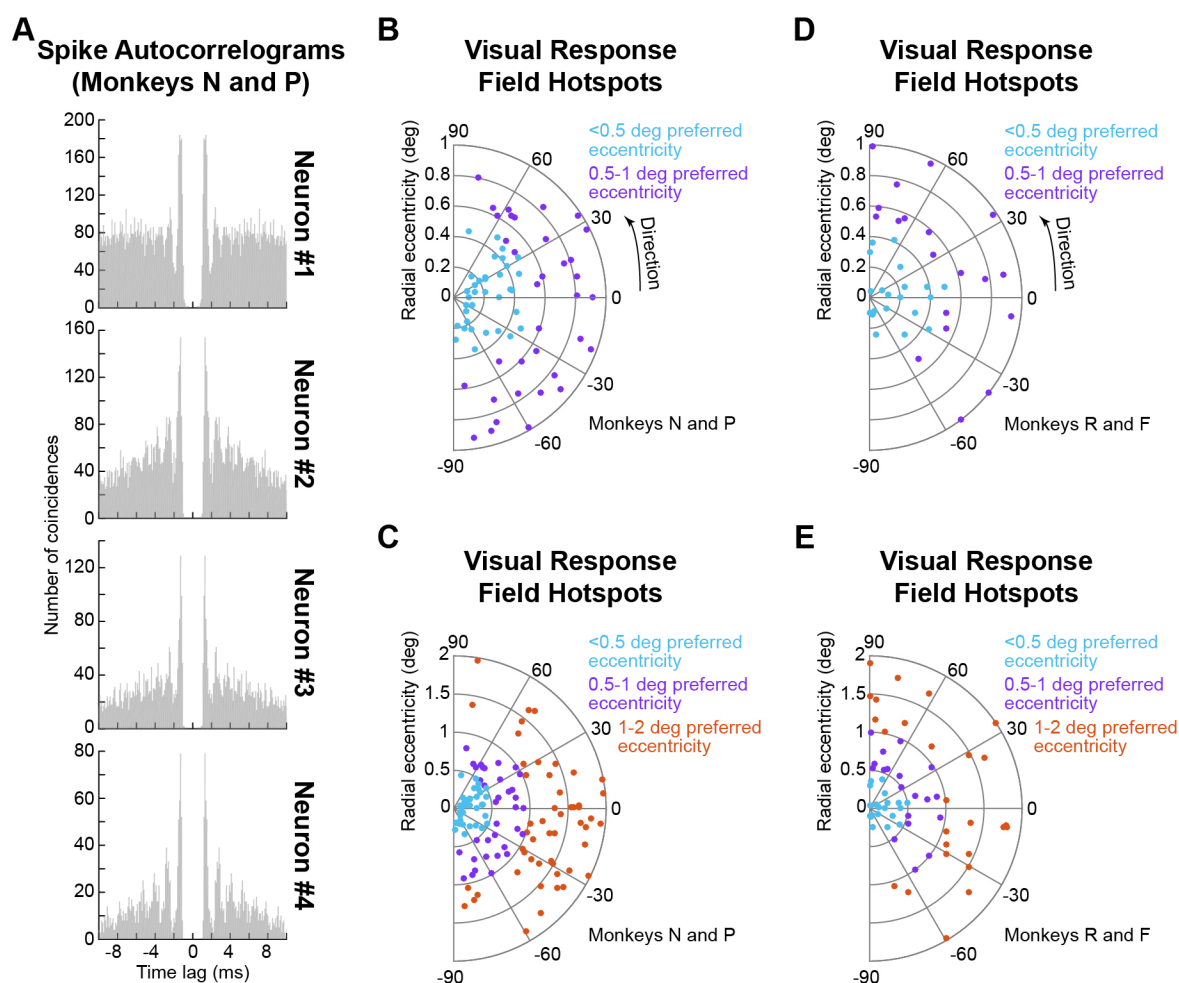 A
Spike Autocorrelograms
(Monkeys N and P)
Number of coincidences
200
160
120
80
40
0
Neuron #1
160
120
80
40
0
Neuron #2
120
80
40
0
Neuron #3
80
60
40
20
0
Neuron #4
-8
-4
0
4
8
Time lag (ms)
B
Visual Response
Field Hotspots
Radial eccentricity (deg)
1
0.8
0.6
0.4
0.2
0
90
60
30
0
-30
-60
-90
<0.5 deg preferred
eccentricity
0.5-1 deg preferred
eccentricity
Direction
Monkeys N and P
C
Visual Response
Field Hotspots
Radial eccentricity (deg)
2
1.5
1
0.5
0
90
60
30
0
-30
-60
-90
<0.5 deg preferred
eccentricity
0.5-1 deg preferred
eccentricity
1-2 deg preferred
eccentricity
Monkeys N and P
D
Visual Response
Field Hotspots
Radial eccentricity (deg)
1
0.8
0.6
0.4
0.2
0
90
60
30
0
-30
-60
-90
<0.5 deg preferred
eccentricity
0.5-1 deg preferred
eccentricity
Direction
Monkeys R and F
E
Visual Response
Field Hotspots
Radial eccentricity (deg)
2
1.5
1
0.5
0
90
60
30
0
-30
-60
-90
<0.5 deg preferred
eccentricity
0.5-1 deg preferred
eccentricity
1-2 deg preferred
eccentricity
Monkeys R and F